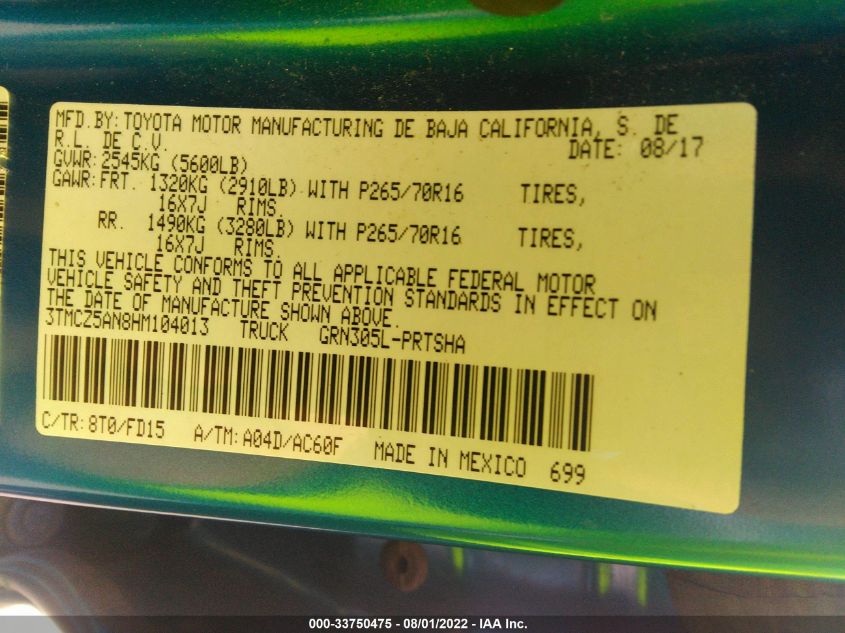 MFD.BY: TOYOTA MOTOR MANUFACTURING DE BAJA CALIFORNIA, S. DE
R.L. DE C.V. DATE: 08/17
GVWR: 2545KG (5600LB)
GAWR: FRT. 1320KG (2910LB) WITH P265/70R16 TIRES,
16X7J RIMS.
RR. 1490KG (3280LB) WITH P265/70R16 TIRES,
16X7J RIMS.
THIS VEHICLE CONFORMS TO ALL APPLICABLE FEDERAL MOTOR
VEHICLE SAFETY AND THEFT PREVENTION STANDARDS IN EFFECT ON
THE DATE OF MANUFACTURE SHOWN ABOVE.
3TMCZ5AN8HM104013 TRUCK GRN305L-PRTSHA
C/TR: 8T0/FD15 A/TM: A04D/AC60F MADE IN MEXICO 699
000-33750475 - 08/01/2022 - IAA Inc.